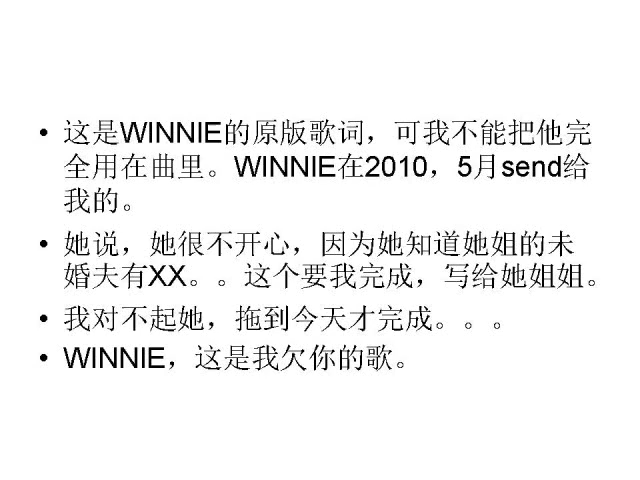 • 这是WINNIE的原版歌词，可我不能把他完
全用在曲里。WINNIE在2010，5月send给
我的。
• 她说，她很不开心，因为她知道她姐的未
婚夫有XX。。这个要我完成，写给她姐姐。
• 我对不起她，拖到今天才完成。。。
• WINNIE，这是我欠你的歌。